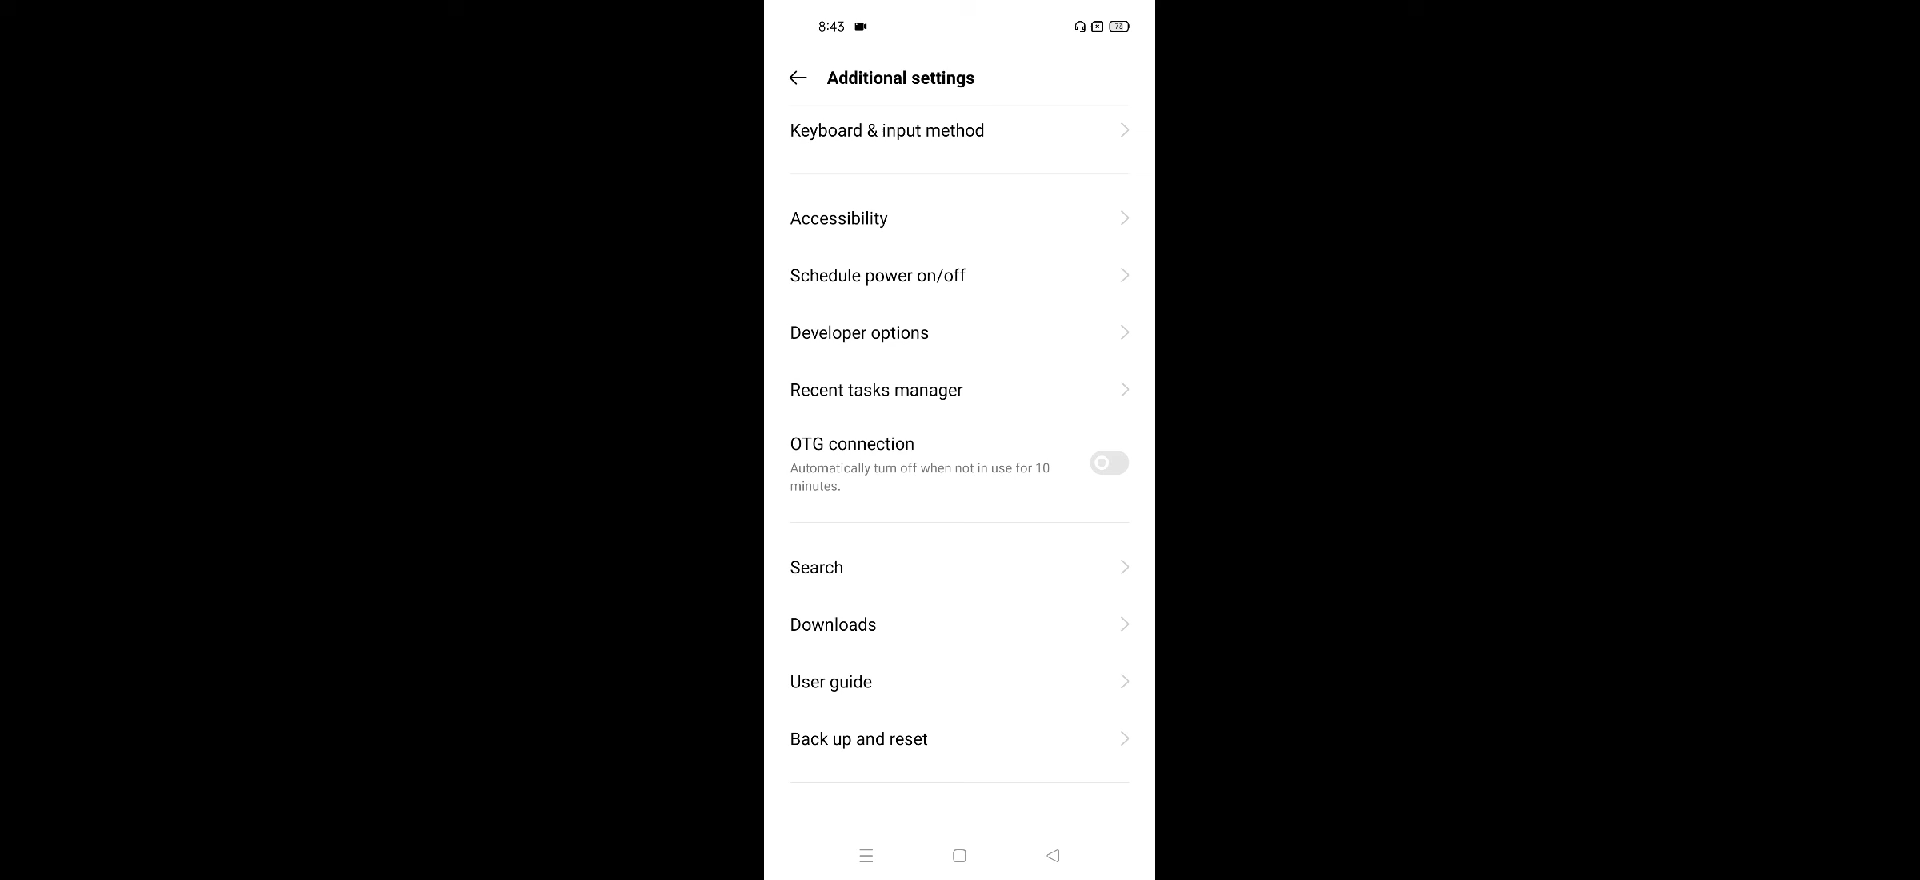 8:43
Additional settings
Keyboard & input method
Accessibility
Schedule power on/off
Developer options
Recent tasks manager
OTG connection
Automatically turn off when not in use for 10
minutes.
Search
Downloads
User guide
Back up and reset